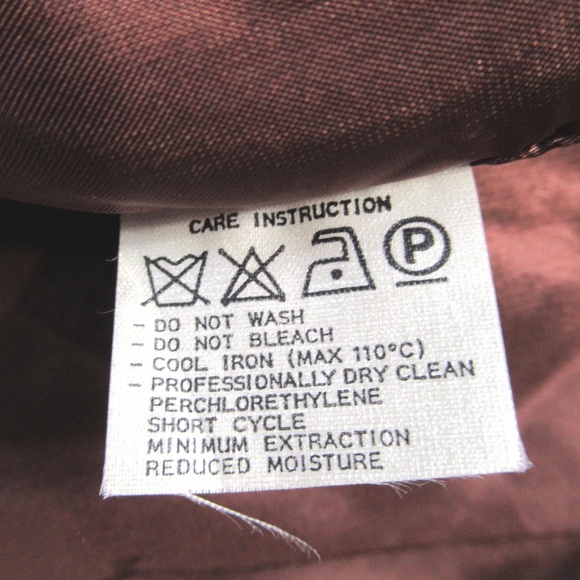 CARE INSTRUCTION
P
- DO NOT WASH
- DO NOT BLEACH
- COOL IRON (MAX 110°C)
- PROFESSIONALLY DRY CLEAN
PERCHLORETHYLENE
SHORT CYCLE
MINIMUM EXTRACTION
REDUCED MOISTURE